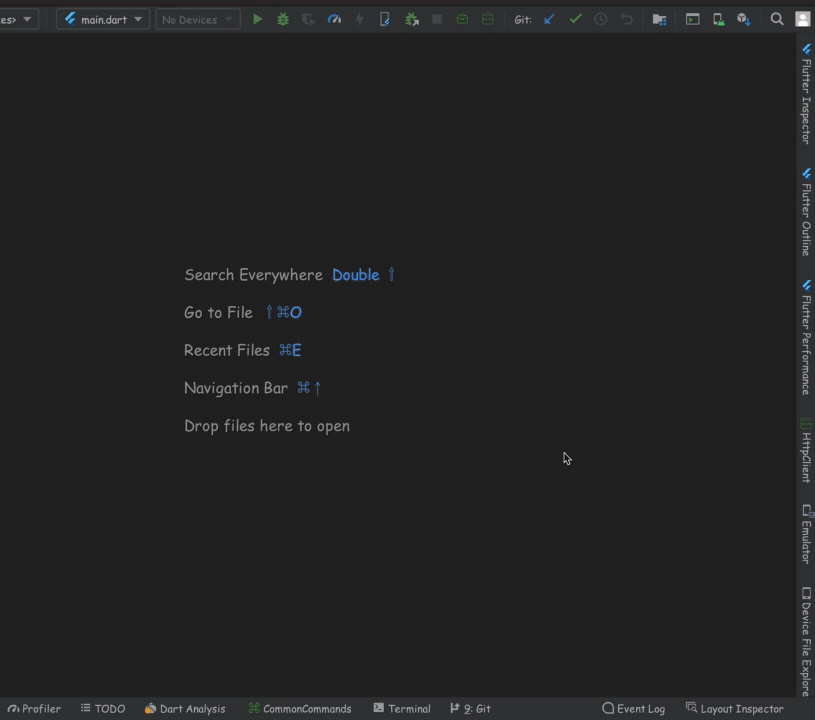 es>
main.dart
No Devices
Git:
Search Everywhere Double ⇧
Go to File ⇧⌘O
Recent Files ⌘E
Navigation Bar ⌘↑
Drop files here to open
Flutter Inspector
Flutter Outline
Flutter Performance
HttpClient
Emulator
Device File Explore
Profiler
TODO
Dart Analysis
CommonCommands
Terminal
9: Git
Event Log
Layout Inspector